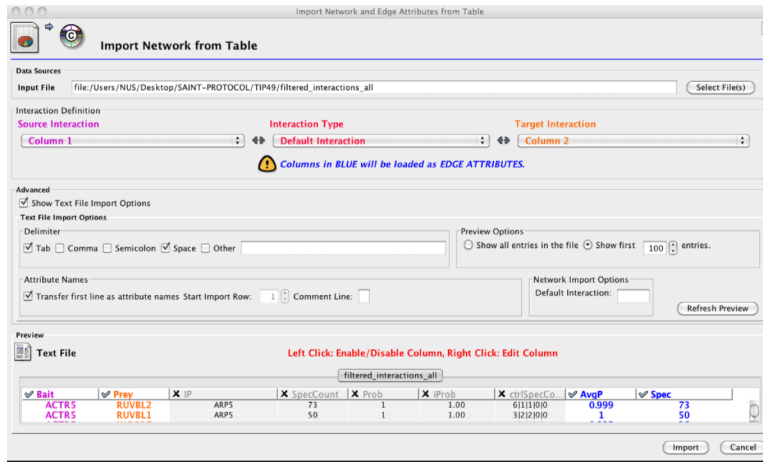 Import Network and Edge Attributes from Table
Import Network from Table
Data Sources
Input File file:/Users/NUS/Desktop/SAINT-PROTOCOL/TIP49/filtered_interactions_all Select File(s)
Interaction Definition
Source Interaction Interaction Type Target Interaction
Column 1 Default Interaction Column 2
Columns in BLUE will be loaded as EDGE ATTRIBUTES.
Advanced
Show Text File Import Options
Text File Import Options
Delimiter Preview Options
Tab Comma Semicolon Space Other Show all entries in the file Show first 100 entries.
Attribute Names Network Import Options
Transfer first line as attribute names Start Import Row: 1 Comment Line: Default Interaction:
Refresh Preview
Preview
Text File Left Click: Enable/Disable Column, Right Click: Edit Column
filtered_interactions_all
Bait Prey IP SpecCount Prob iProb ctrlSpecCo... AvgP Spec
ACTR5 RUVBL2 ARP5 73 1 1.00 6|1|1|0|0 0.999 73
ACTR5 RUVBL1 ARP5 50 1 1.00 3|2|2|0|0 1 50
Import Cancel